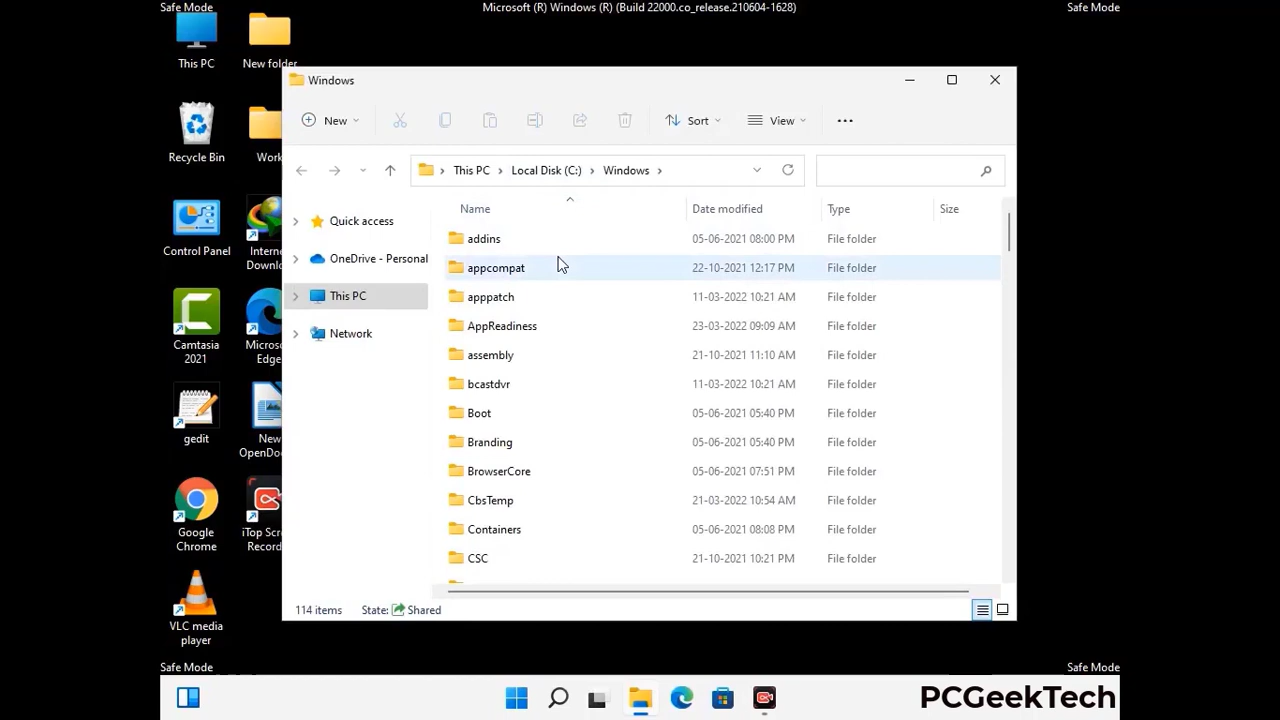 Safe Mode
Microsoft (R) Windows (R) (Build 22000.co_release.210604-1628)
Safe Mode
This PC
New folder
Recycle Bin
Work
Control Panel
Internet
Downlo
Camtasia
2021
Microso
Edge
gedit
New
OpenDoc
Google
Chrome
iTop Scr
Record
VLC media
player
Windows
New
Sort
View
This PC > Local Disk (C:) > Windows >
Name Date modified Type Size
Quick access
OneDrive - Personal
This PC
Network
addins 05-06-2021 08:00 PM File folder
appcompat 22-10-2021 12:17 PM File folder
apppatch 11-03-2022 10:21 AM File folder
AppReadiness 23-03-2022 09:09 AM File folder
assembly 21-10-2021 11:10 AM File folder
bcastdvr 11-03-2022 10:21 AM File folder
Boot 05-06-2021 05:40 PM File folder
Branding 05-06-2021 05:40 PM File folder
BrowserCore 05-06-2021 07:51 PM File folder
CbsTemp 21-03-2022 10:54 AM File folder
Containers 05-06-2021 08:08 PM File folder
CSC 21-10-2021 10:21 PM File folder
114 items State: Shared
Safe Mode
Safe Mode
PCGeekTech